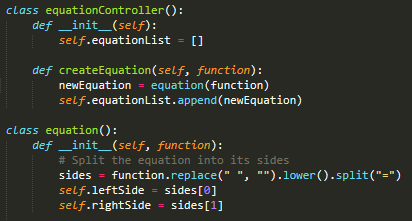 class equationController():
    def __init__(self):
        self.equationList = []

    def createEquation(self, function):
        newEquation = equation(function)
        self.equationList.append(newEquation)

class equation():
    def __init__(self, function):
        # Split the equation into its sides
        sides = function.replace(" ", "").lower().split("=")
        self.leftSide = sides[0]
        self.rightSide = sides[1]